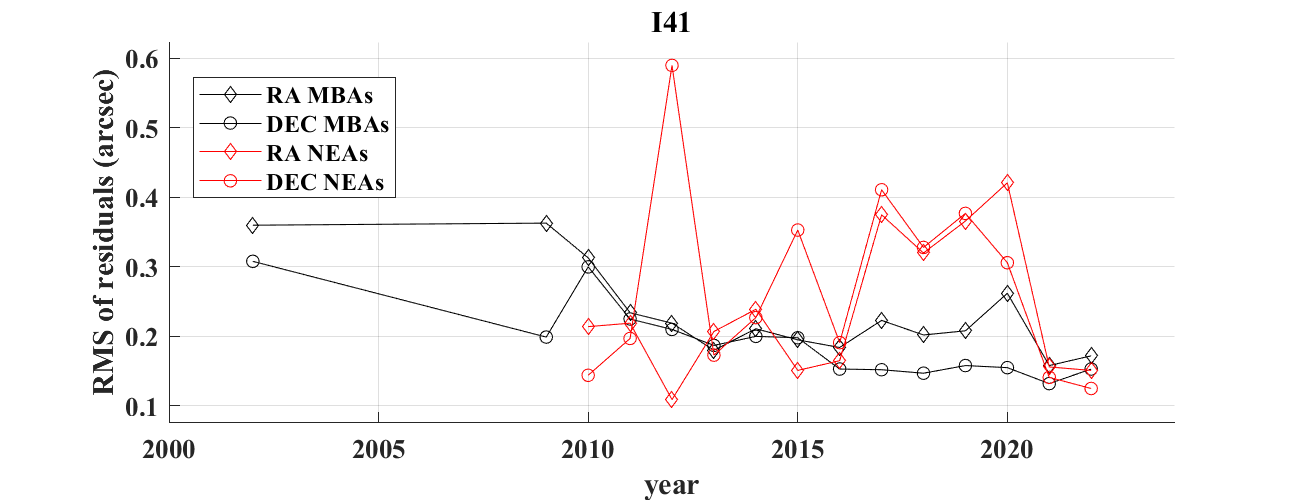 I41
RMS of residuals (arcsec)
0.6
0.5
0.4
0.3
0.2
0.1
RA MBAs
DEC MBAs
RA NEAs
DEC NEAs
2000 2005 2010 2015 2020
year